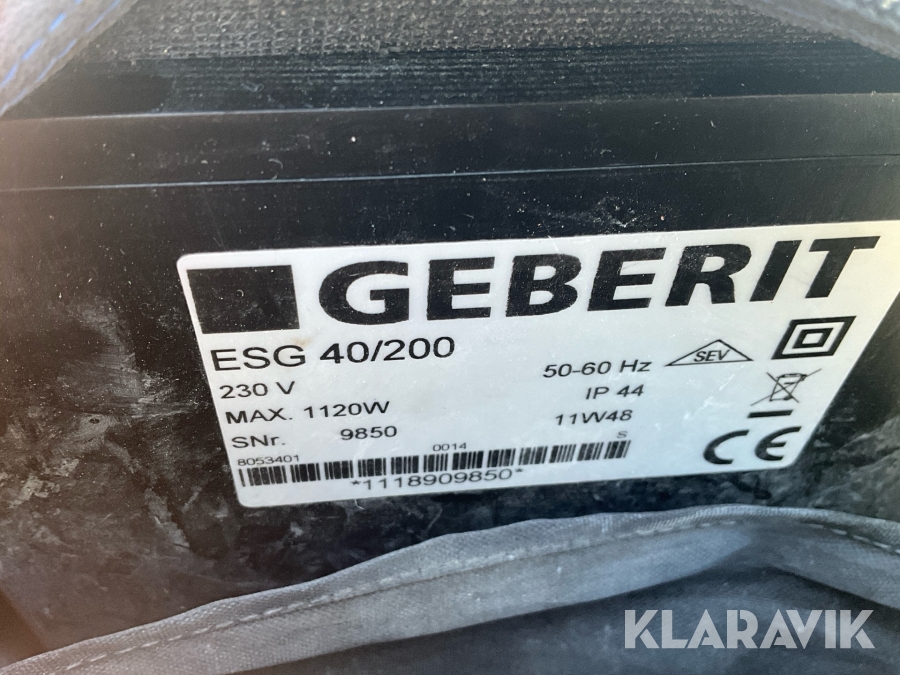 GEBERIT
ESG 40/200
230 V
50-60 Hz
SEV
MAX. 1120W
IP 44
SNr. 9850
11W48
8053401
0014
S
*1118909850*
CE
KLARAVIK